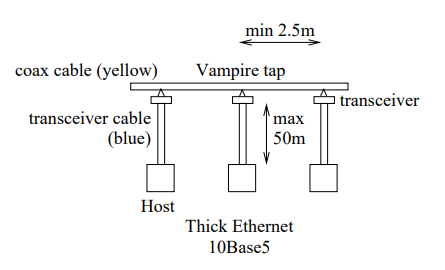 min 2.5m
coax cable (yellow)
Vampire tap
transceiver
transceiver cable
(blue)
max
50m
Host
Thick Ethernet
10Base5